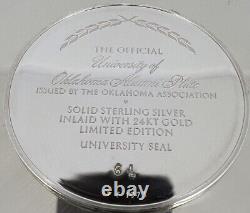 THE OFFICIAL
University of
Oklahoma Alumni Plate
ISSUED BY THE OKLAHOMA ASSOCIATION
SOLID STERLING SILVER
INLAID WITH 24KT GOLD
LIMITED EDITION
UNIVERSITY SEAL
64